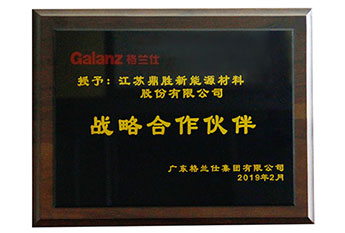 Galanz 格兰仕
授予：江苏鼎胜新能源材料
股份有限公司
战略合作伙伴
广东格兰仕集团有限公司
2019年2月